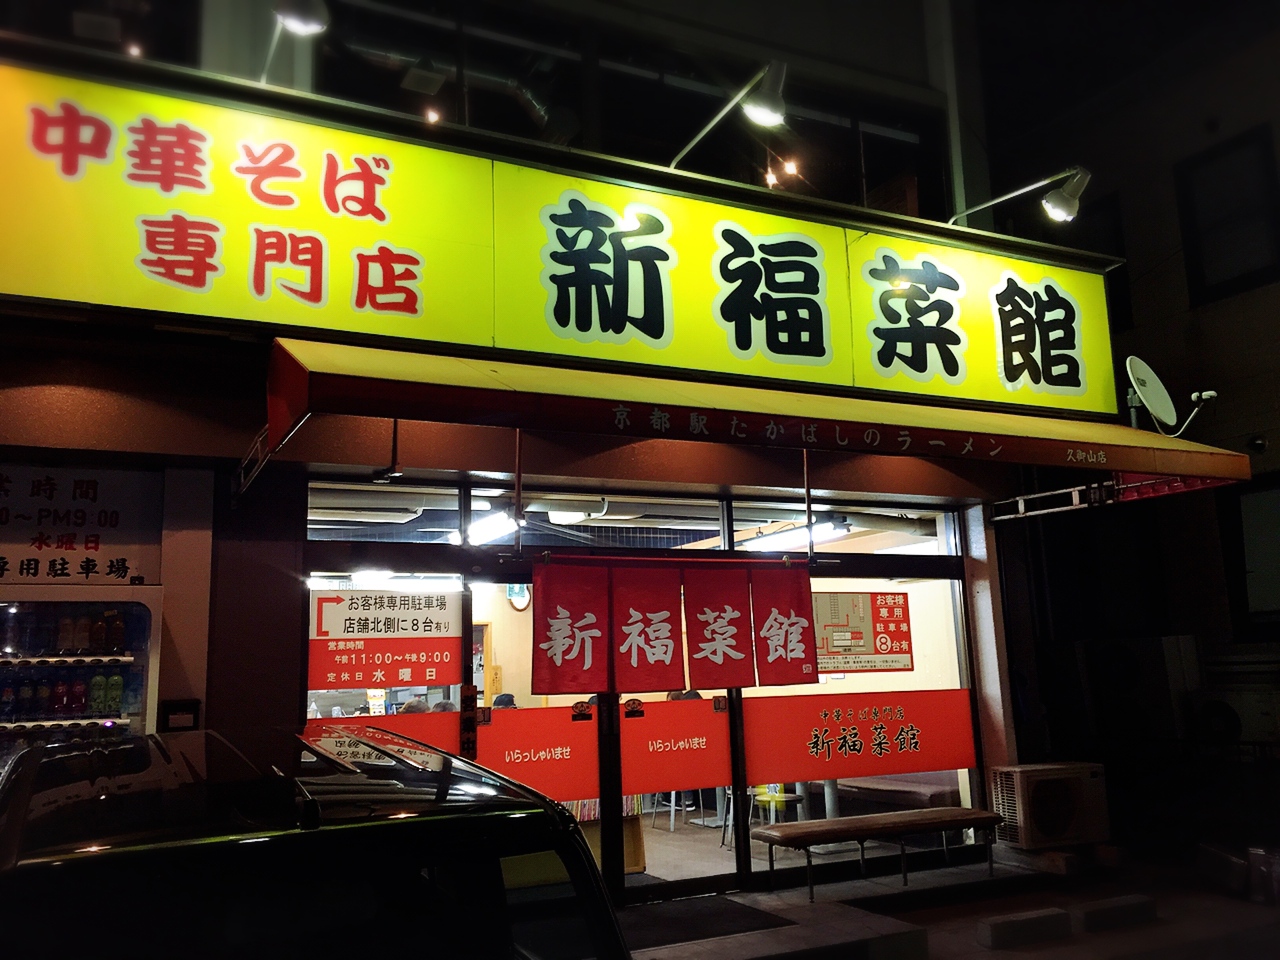 中華そば
専門店
新福菜館
京都駅たかばしのラーメン
久御山店
時間
PM9:00
水曜日
専用駐車場
お客様専用駐車場
店舗北側に8台有り
営業時間
午前11:00～午後9:00
定休日 水曜日
新福菜館
お客様
専用
駐車場
8台有
いらっしゃいませ
いらっしゃいませ
中華そば専門店
新福菜館